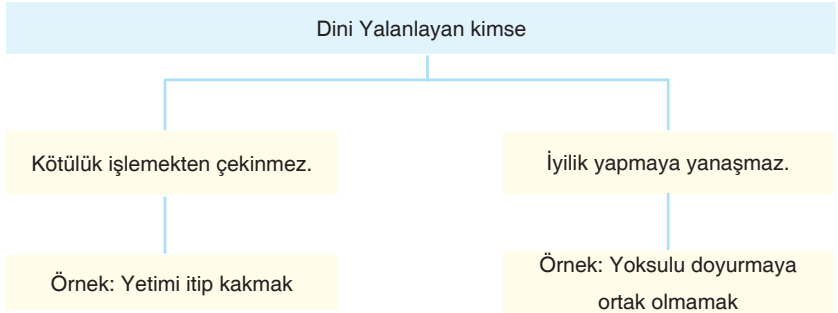 Dini Yalanlayan kimse
Kötülük işlemekten çekinmez.
İyilik yapmaya yanaşmaz.
Örnek: Yetimi itip kakmak
Örnek: Yoksulu doyurmaya
ortak olmamak